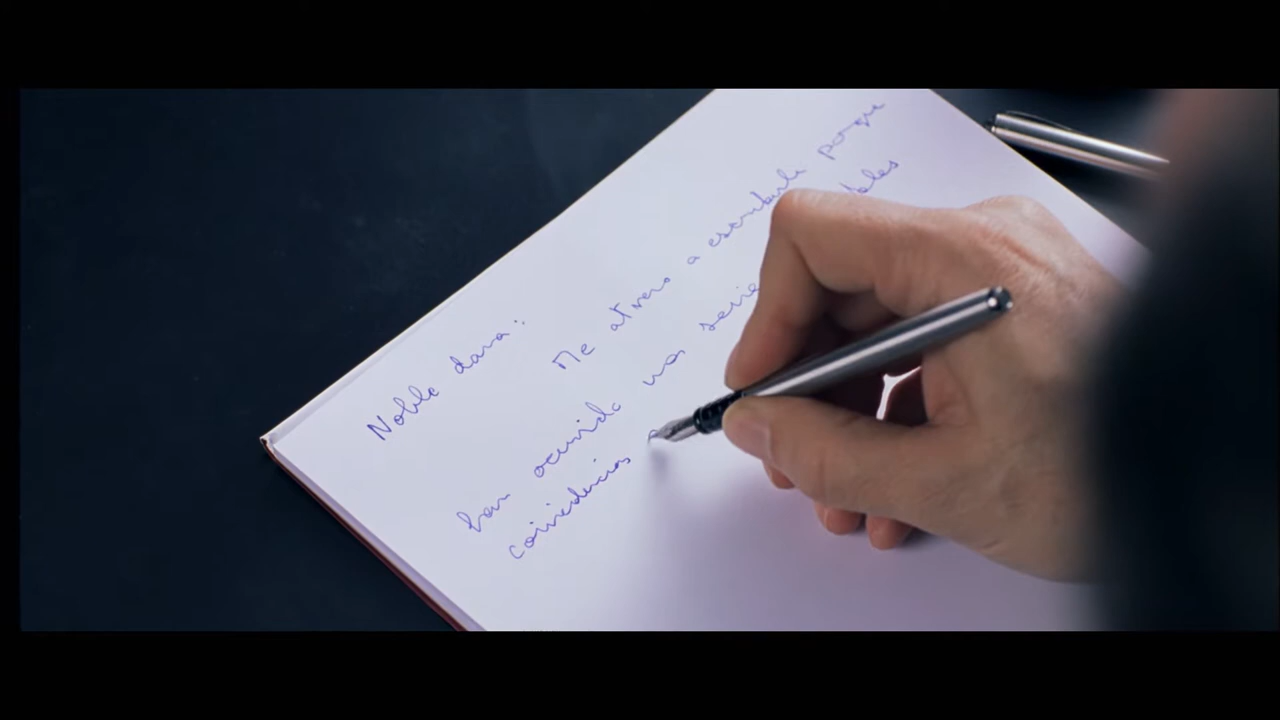 Noble dama:
Me atrevo a escribirle porque
han ocurrido una serie
coincidencias